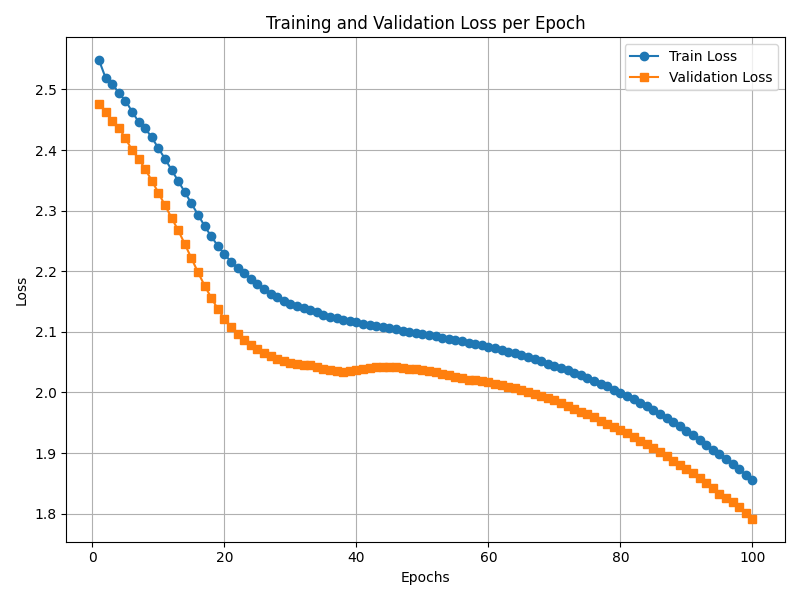 Training and Validation Loss per Epoch
Train Loss
Validation Loss
2.5
2.4
2.3
2.2
2.1
2.0
1.9
1.8
Loss
0 20 40 60 80 100
Epochs